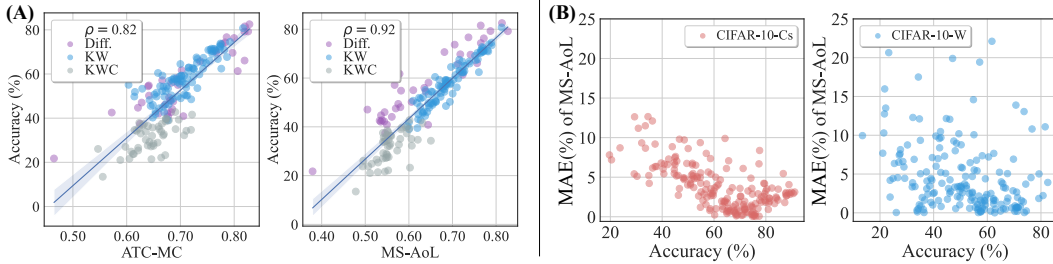 (A)
ρ = 0.82
Diff.
KW
KWC
Accuracy (%)
80
60
40
20
0
0.50
0.60
0.70
0.80
ATC-MC
ρ = 0.92
Diff.
KW
KWC
Accuracy (%)
80
60
40
20
0
0.40
0.50
0.60
0.70
0.80
MS-AoL
(B)
CIFAR-10-Cs
MAE(%) of MS-AoL
25
20
15
10
5
0
20
40
60
80
Accuracy (%)
CIFAR-10-W
MAE(%) of MS-AoL
25
20
15
10
5
0
20
40
60
80
Accuracy (%)